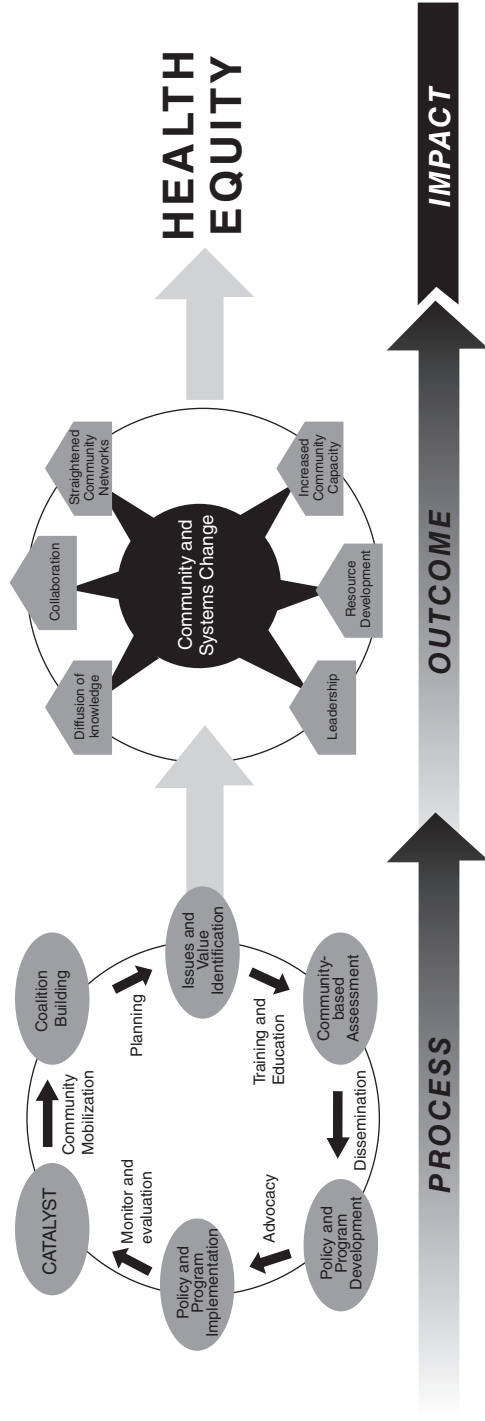 CATALYST
Community
Mobilization
Coalition
Building
Planning
Issues and
Value
Identification
Training and
Education
Community-
based
Assessment
Dissemination
Policy and
Program
Development
Advocacy
Policy and
Program
Implementation
Monitor and
evaluation
Diffusion of
knowledge
Collaboration
Straightened
Community
Networks
Community and
Systems Change
Leadership
Resource
Development
Increased
Community
Capacity
HEALTH
EQUITY
PROCESS
OUTCOME
IMPACT